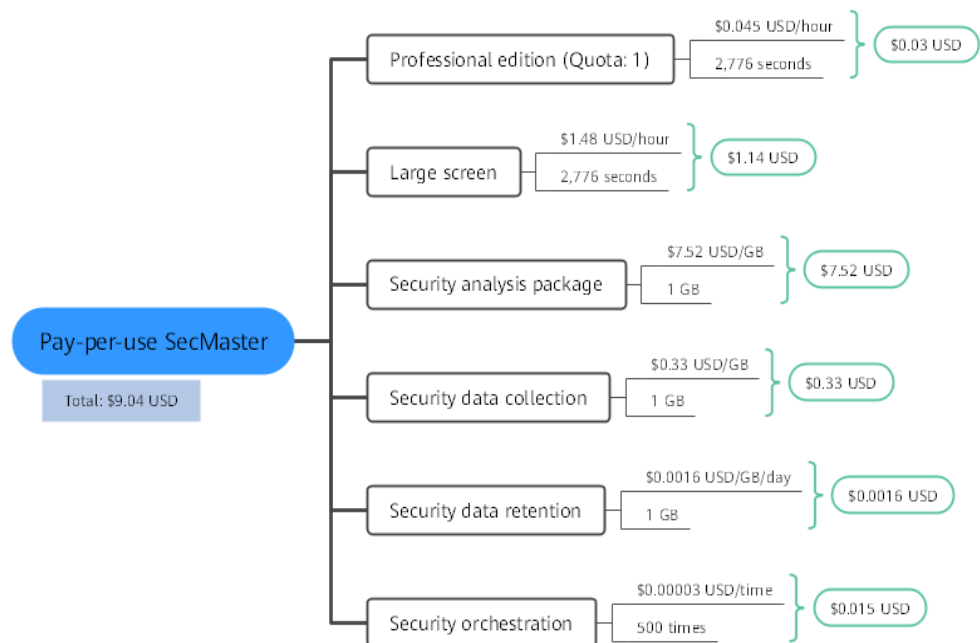 Pay-per-use SecMaster
Total: $9.04 USD
Professional edition (Quota: 1)
$0.045 USD/hour
2,776 seconds
$0.03 USD
Large screen
$1.48 USD/hour
2,776 seconds
$1.14 USD
Security analysis package
$7.52 USD/GB
1 GB
$7.52 USD
Security data collection
$0.33 USD/GB
1 GB
$0.33 USD
Security data retention
$0.0016 USD/GB/day
1 GB
$0.0016 USD
Security orchestration
$0.00003 USD/time
500 times
$0.015 USD